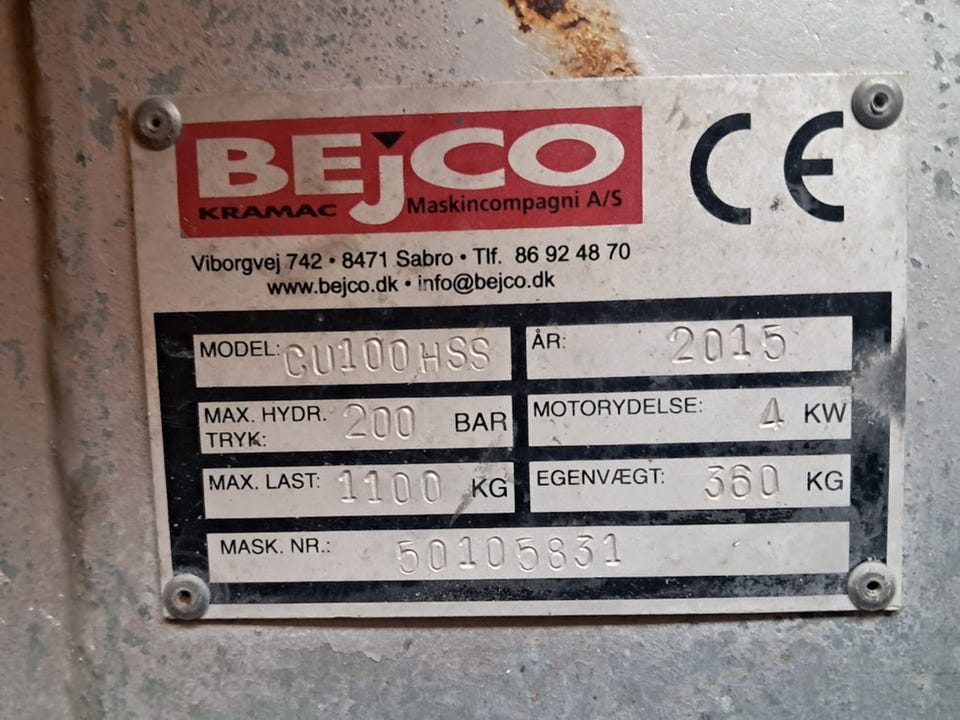 BEjCO
KRAMAC Maskincompagni A/S
CE
Viborgvej 742 • 8471 Sabro • Tlf. 86 92 48 70
www.bejco.dk • info@bejco.dk
MODEL: CU100HSS ÅR: 2015
MAX. HYDR. TRYK: 200 BAR MOTORYDELSE: 4 KW
MAX. LAST: 1100 KG EGENVÆGT: 360 KG
MASK. NR.: 50105831